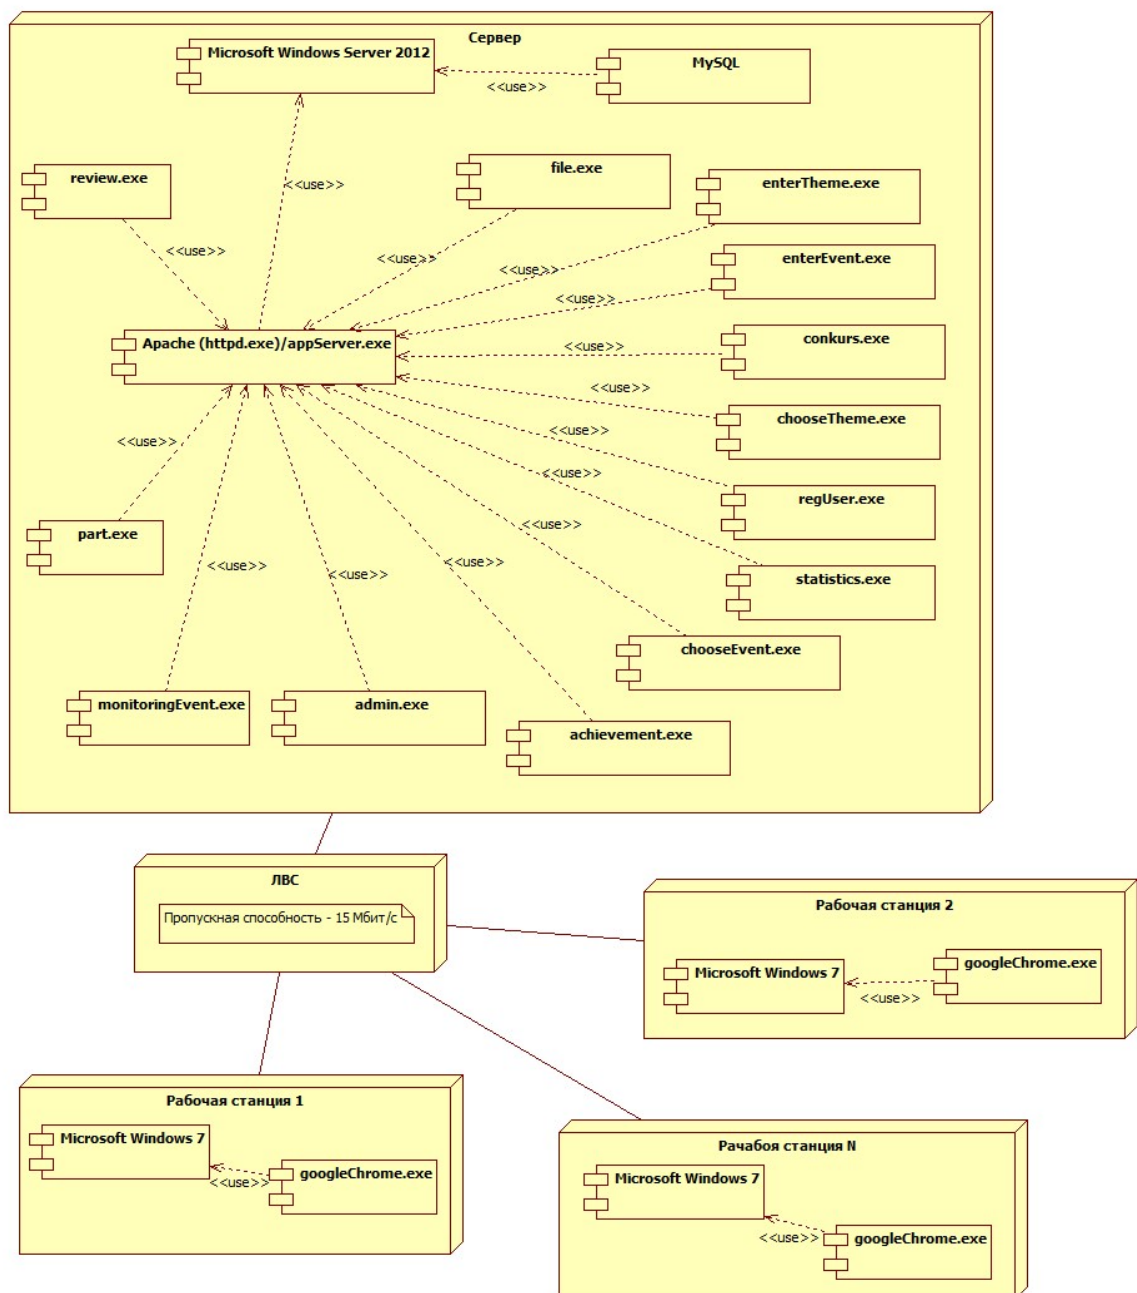 Сервер
Microsoft Windows Server 2012
MySQL
<<use>>
review.exe
<<use>>
file.exe
enterTheme.exe
<<use>>
<<use>>
enterEvent.exe
<<use>>
<<use>>
Apache (httpd.exe)/appServer.exe
conkurs.exe
<<use>>
<<use>>
chooseTheme.exe
<<use>>
<<use>>
<<use>>
regUser.exe
part.exe
<<use>>
<<use>>
<<use>>
<<use>>
statistics.exe
chooseEvent.exe
monitoringEvent.exe
admin.exe
achievement.exe
ЛВС
Пропускная способность - 15 Мбит/с
Рабочая станция 2
Microsoft Windows 7
googleChrome.exe
<<use>>
Рабочая станция 1
Microsoft Windows 7
googleChrome.exe
<<use>>
Рачабоя станция N
Microsoft Windows 7
<<use>>
googleChrome.exe